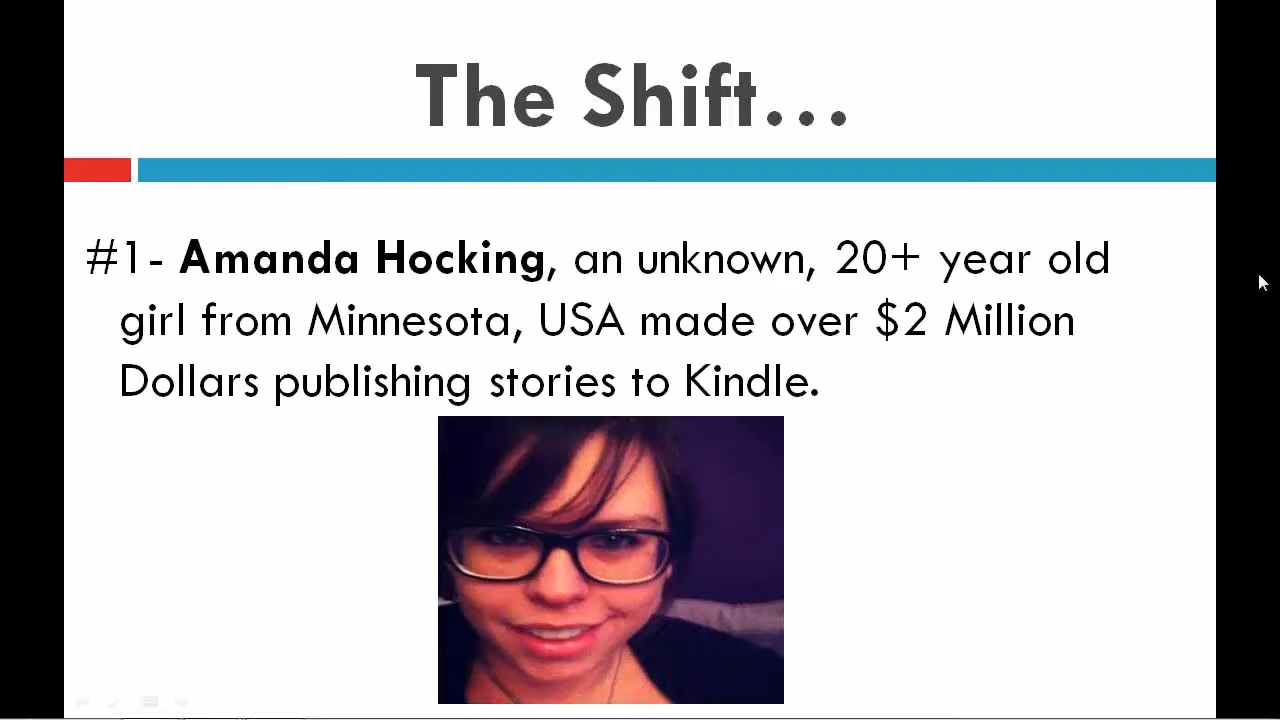 The Shift...
#1- Amanda Hocking, an unknown, 20+ year old
girl from Minnesota, USA made over $2 Million
Dollars publishing stories to Kindle.